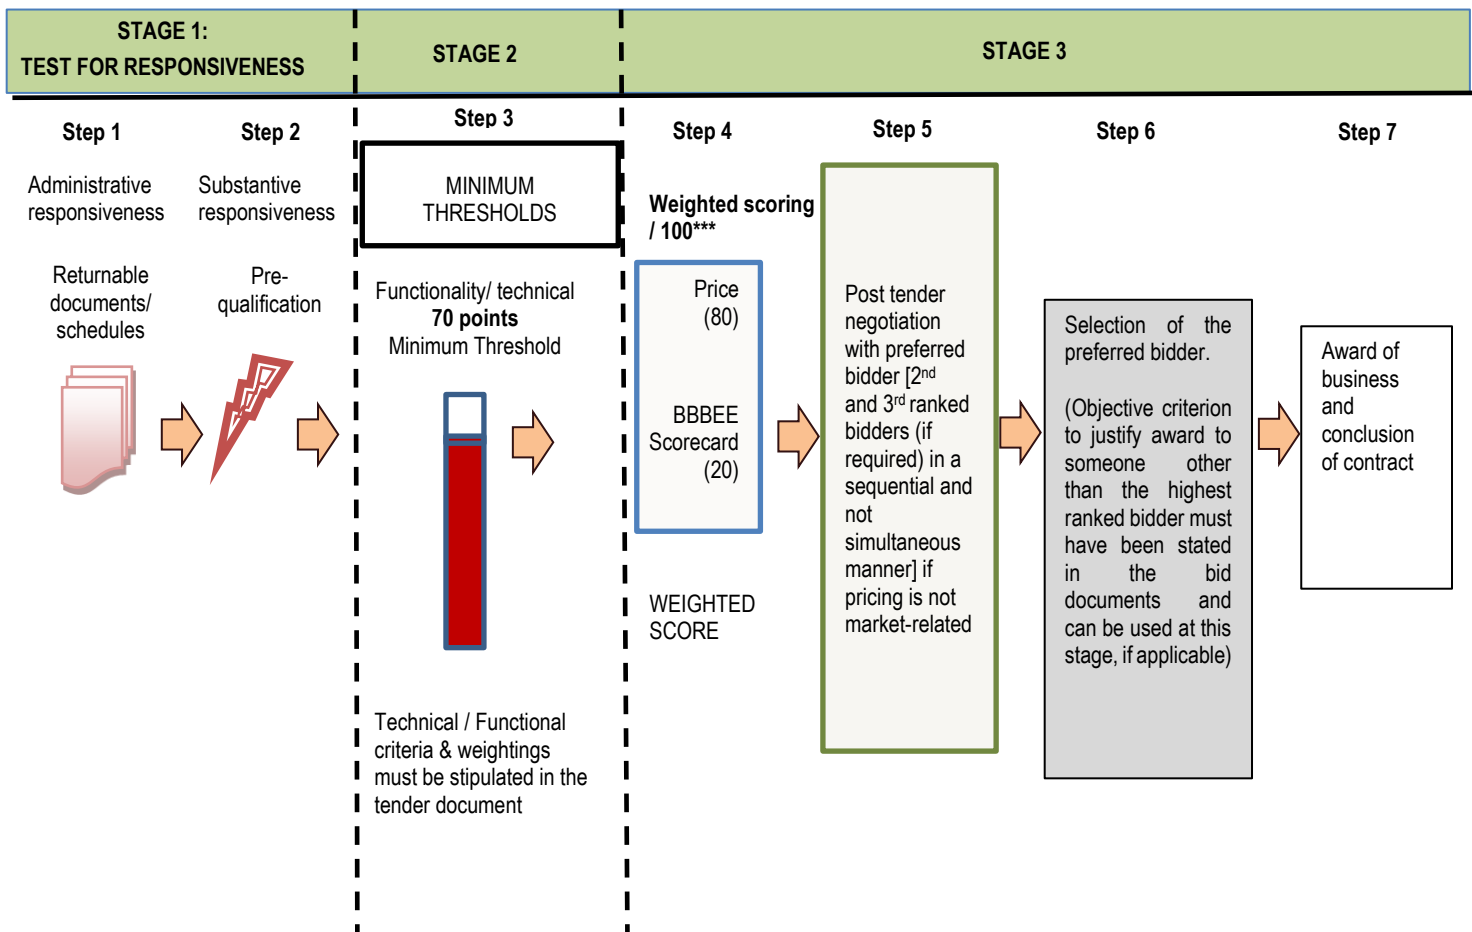 STAGE 1:
TEST FOR RESPONSIVENESS
STAGE 2
STAGE 3
Step 1
Step 2
Step 3
Step 4
Step 5
Step 6
Step 7
Administrative
responsiveness
Returnable
documents/
schedules
Substantive
responsiveness
Pre-
qualification
MINIMUM
THRESHOLDS
Functionality/ technical
70 points
Minimum Threshold
Technical / Functional
criteria & weightings
must be stipulated in the
tender document
Weighted scoring
/ 100***
Price
(80)
BBBEE
Scorecard
(20)
WEIGHTED
SCORE
Post tender
negotiation
with preferred
bidder [2nd
and 3rd ranked
bidders (if
required) in a
sequential and
not
simultaneous
manner] if
pricing is not
market-related
Selection of the
preferred bidder.
(Objective criterion
to justify award to
someone other
than the highest
ranked bidder must
have been stated
in the bid
documents and
can be used at this
stage, if applicable)
Award of
business
and
conclusion
of contract